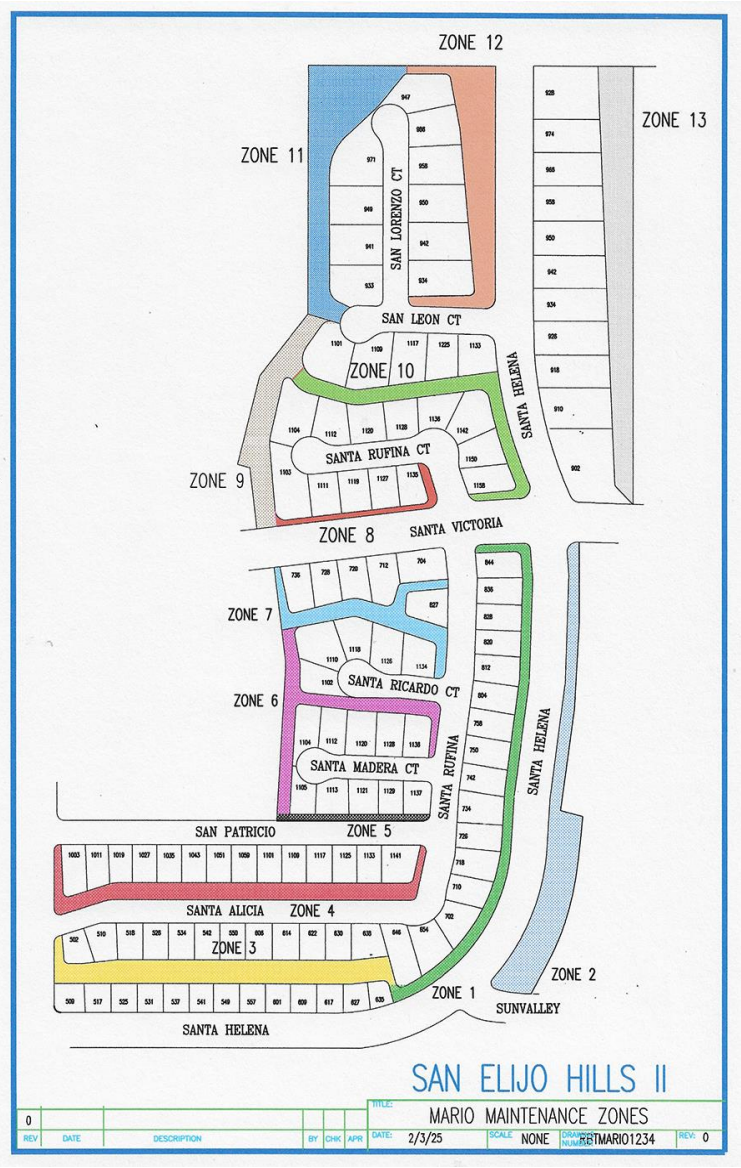 ZONE 12
ZONE 11
ZONE 13
947
988
971
958
949
950
941
942
933
934
SAN LORENZO CT
928
974
966
958
950
942
934
926
918
910
902
SAN LEON CT
1101
1109
1117
1225
1133
ZONE 10
SANTA HELENA
1104
1112
1120
1128
1136
1142
1150
1158
SANTA RUFINA CT
1103
1111
1119
1127
1135
ZONE 9
ZONE 8
SANTA VICTORIA
736
728
720
712
704
827
ZONE 7
844
836
828
820
812
804
758
750
742
734
726
718
710
702
1110
1118
1126
1134
1102
SANTA RICARDO CT
ZONE 6
1104
1112
1120
1128
1138
SANTA MADERA CT
1105
1113
1121
1129
1137
SANTA RUFINA
SANTA HELENA
SAN PATRICIO
ZONE 5
1003
1011
1019
1027
1035
1043
1051
1059
1101
1109
1117
1125
1133
1141
SANTA ALICIA
ZONE 4
502
510
518
526
534
542
550
606
614
622
630
638
646
654
ZONE 3
509
517
525
531
537
541
549
557
601
609
617
627
635
ZONE 1
ZONE 2
SUNVALLEY
SANTA HELENA
SAN ELIJO HILLS II
TITLE:
MARIO MAINTENANCE ZONES
0
REV
DATE
DESCRIPTION
BY
CHK
APR
DATE: 2/3/25
SCALE NONE
DRAWING NUMBER: EBTMARIO1234
REV: 0